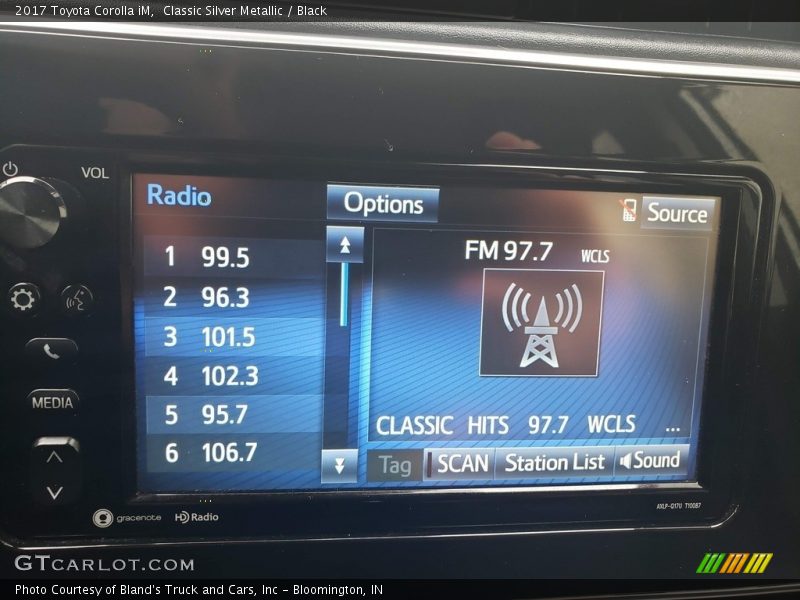 2017 Toyota Corolla iM,  Classic Silver Metallic / Black
VOL
Radio
Options
Source
1 99.5
2 96.3
3 101.5
4 102.3
5 95.7
6 106.7
FM 97.7 WCLS
CLASSIC HITS 97.7 WCLS ...
Tag
SCAN
Station List
Sound
MEDIA
gracenote
HD Radio
GTCARLOT.COM
Photo Courtesy of Bland's Truck and Cars, Inc - Bloomington, IN